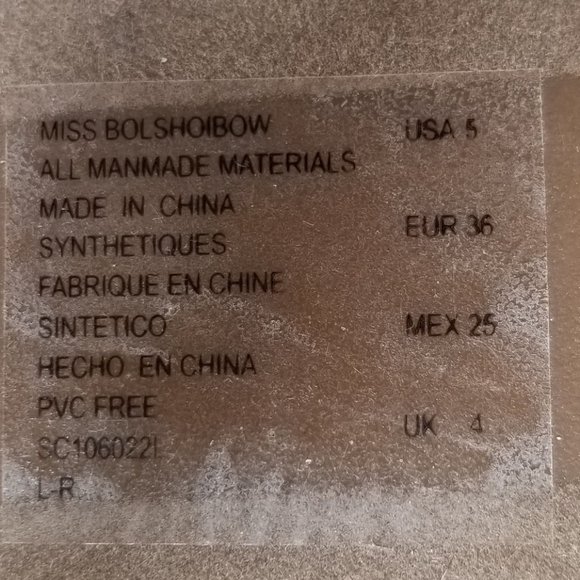 MISS BOLSHOIBOW
ALL MANMADE MATERIALS
MADE IN CHINA
SYNTHETIQUES
FABRIQUE EN CHINE
SINTETICO
HECHO EN CHINA
PVC FREE
SC106022I
L-R
USA 5
EUR 36
MEX 25
UK 4